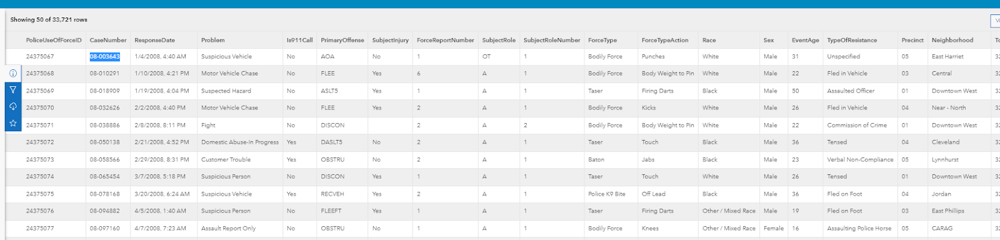 Showing 50 of 33,721 rows
PoliceUseOfForceID CaseNumber ResponseDate Problem Is911Call PrimaryOffense SubjectInjury ForceReportNumber SubjectRole SubjectRoleNumber ForceType ForceTypeAction Race Sex EventAge TypeOfResistance Precinct Neighborhood
24375067 08-003643 1/4/2008, 4:40 AM Suspicious Vehicle No AOA No 1 OT Bodily Force Punches White Male 31 Unspecified 05 East Harriet
24375068 08-010291 1/10/2008, 4:21 PM Motor Vehicle Chase No FLEE Yes 6 A 1 Bodily Force Body Weight to Pin White Male 22 Fled in Vehicle 03 Central
24375069 08-018909 1/19/2008, 4:04 PM Suspected Hazard No ASLT5 Yes 1 A 1 Taser Firing Darts Black Male 50 Assaulted Officer 01 Downtown West
24375070 08-032626 2/2/2008, 4:40 PM Motor Vehicle Chase No FLEE Yes 2 A 1 Bodily Force Kicks White Male 26 Fled in Vehicle 04 Near - North
24375071 08-038886 2/8/2008, 8:11 PM Fight No DISCON 2 A 2 Bodily Force Body Weight to Pin White Male 22 Commission of Crime 01 Downtown West
24375072 08-050138 2/21/2008, 4:52 PM Domestic Abuse-In Progress Yes DASLT5 No 2 A 1 Taser Touch Black Male 36 Tensed 04 Cleveland
24375073 08-058566 2/29/2008, 8:31 PM Customer Trouble Yes OBSTRU No 2 A 1 Baton Jabs Black Male 23 Verbal Non-Compliance 05 Lynnhurst
24375074 08-065454 3/7/2008, 5:18 PM Suspicious Person No DISCON Yes 1 A 1 Taser Touch White Male 26 Tensed 01 Downtown West
24375075 08-078168 3/20/2008, 6:24 AM Suspicious Vehicle Yes RECVEH Yes 2 A 1 Police K9 Bite Off Lead Black Male 36 Fled on Foot 04 Jordan
24375076 08-094882 4/5/2008, 1:40 AM Suspicious Person No FLEEFT Yes 1 A 1 Taser Firing Darts Other / Mixed Race Male 19 Fled on Foot 03 East Phillips
24375077 08-097160 4/7/2008, 7:23 AM Assault Report Only No OBSTRU No 1 A 1 Bodily Force Knees Other / Mixed Race Female 16 Assaulting Police Horse 05 CARAG